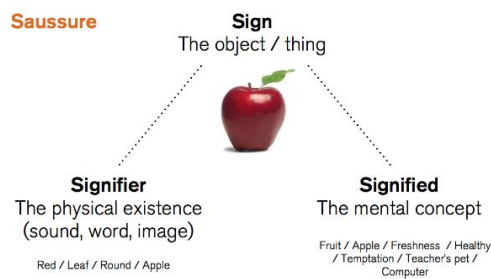 Saussure
Sign
The object / thing
Signifier
The physical existence
(sound, word, image)
Red / Leaf / Round / Apple
Signified
The mental concept
Fruit / Apple / Freshness / Healthy
/ Temptation / Teacher's pet /
Computer